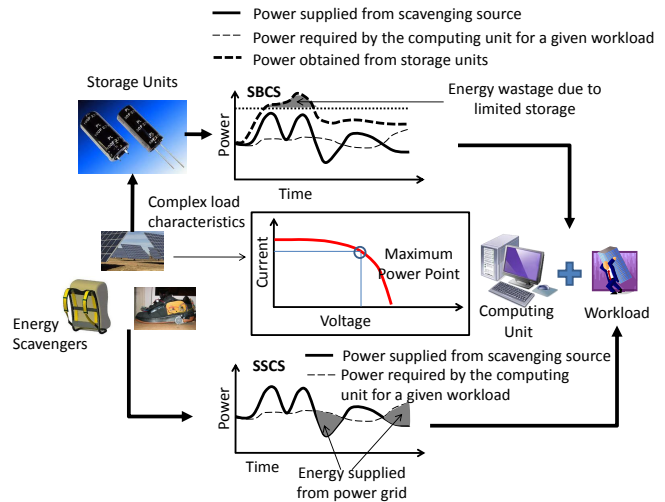 Power supplied from scavenging source
Power required by the computing unit for a given workload
Power obtained from storage units
Storage Units
SBCS
Energy wastage due to
limited storage
Power
Time
Complex load
characteristics
Current
Maximum
Power Point
Voltage
Computing
Unit
Workload
Energy
Scavengers
SSCS
Power supplied from scavenging source
Power required by the computing
unit for a given workload
Power
Time
Energy supplied
from power grid